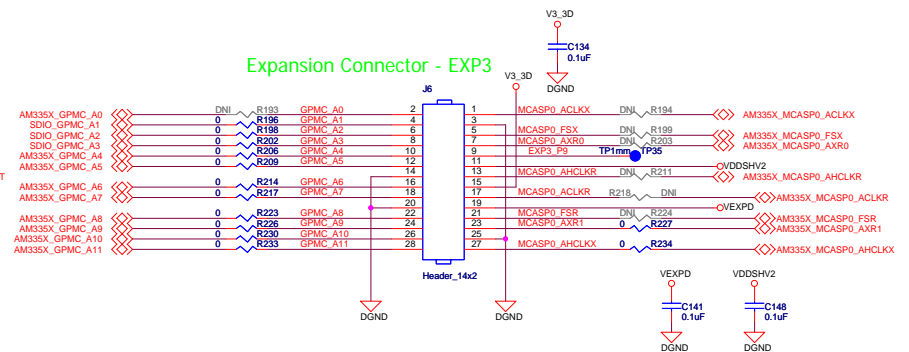 V3_3D
C134
0.1uF
DGND
Expansion Connector - EXP3
J6
V3_3D
AM335X_GPMC_A0 DNI R193 GPMC_A0 2 1 MCASP0_ACLKX DNI R194 AM335X_MCASP0_ACLKX
SDIO_GPMC_A1 0 R196 GPMC_A1 4 3
SDIO_GPMC_A2 0 R198 GPMC_A2 6 5 MCASP0_FSX DNI R199 AM335X_MCASP0_FSX
SDIO_GPMC_A3 0 R202 GPMC_A3 8 7 MCASP0_AXR0 DNI R203 AM335X_MCASP0_AXR0
AM335X_GPMC_A4 0 R206 GPMC_A4 10 9 EXP3_P9 TP1mm TP35
AM335X_GPMC_A5 0 R209 GPMC_A5 12 11 VDDSHV2
T 14 13 MCASP0_AHCLKR DNI R211 AM335X_MCASP0_AHCLKR
AM335X_GPMC_A6 0 R214 GPMC_A6 16 15
AM335X_GPMC_A7 0 R217 GPMC_A7 18 17 MCASP0_ACLKR R218 DNI AM335X_MCASP0_ACLKR
20 19 VEXPD
AM335X_GPMC_A8 0 R223 GPMC_A8 22 21 MCASP0_FSR DNI R224 AM335X_MCASP0_FSR
AM335X_GPMC_A9 0 R226 GPMC_A9 24 23 MCASP0_AXR1 0 R227 AM335X_MCASP0_AXR1
AM335X_GPMC_A10 0 R230 GPMC_A10 26 25
AM335X_GPMC_A11 0 R233 GPMC_A11 28 27 MCASP0_AHCLKX 0 R234 AM335X_MCASP0_AHCLKX
Header_14x2
DGND DGND
VEXPD VDDSHV2
C141 C148
0.1uF 0.1uF
DGND DGND